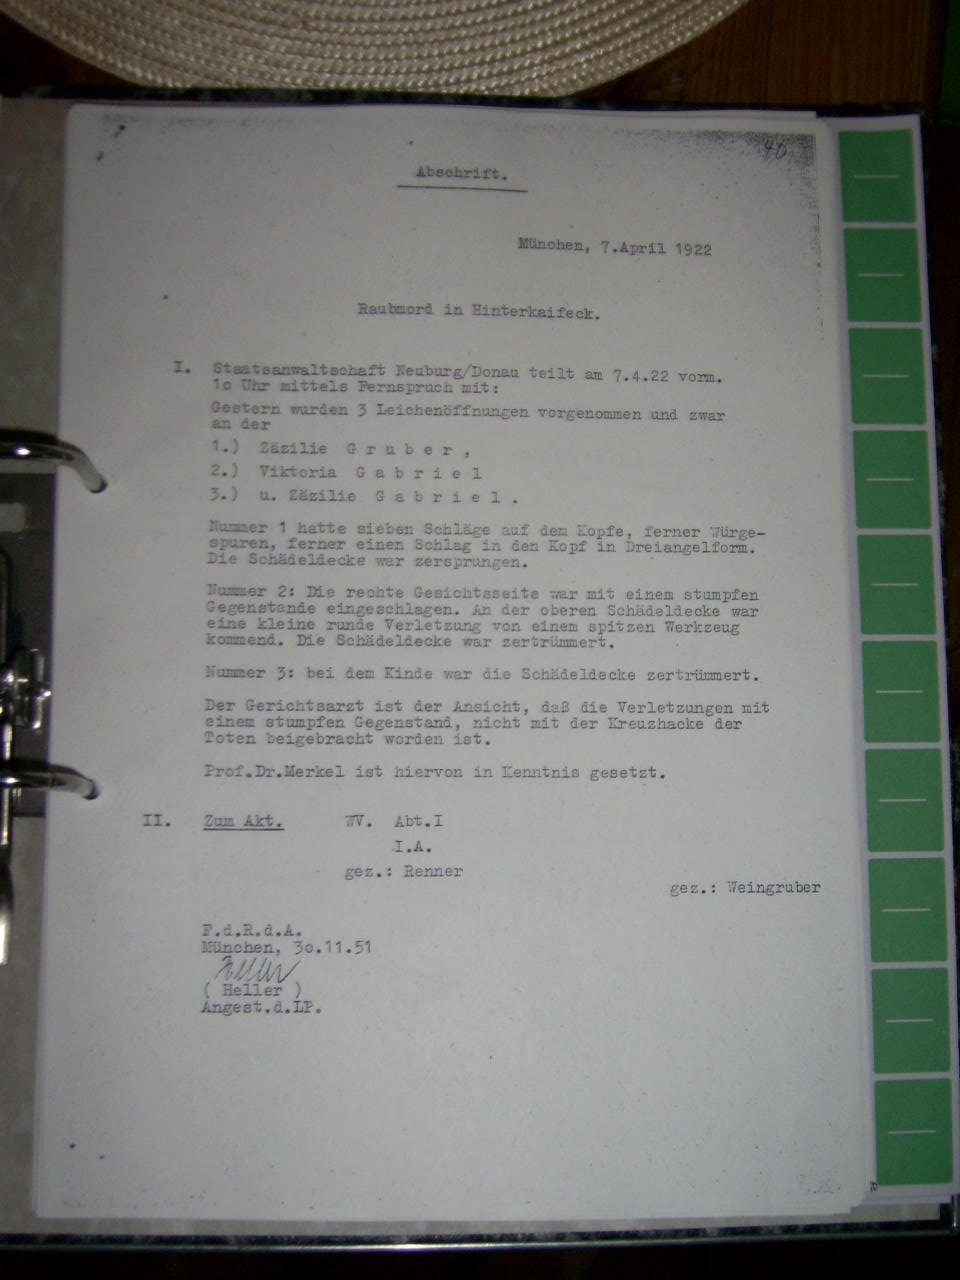 40
Abschrift.
München, 7.April 1922
Raubmord in Hinterkaifeck.
I. Staatsanwaltschaft Neuburg/Donau teilt am 7.4.22 vorm.
1o Uhr mittels Fernspruch mit:
Gestern wurden 3 Leichenöffnungen vorgenommen und zwar
an der
1.) Zäzilie G r u b e r ,
2.) Viktoria G a b r i e l
3.) u. Zäzilie G a b r i e l .
Nummer 1 hatte sieben Schläge auf dem Kopfe, ferner Würge-
spuren, ferner einen Schlag in den Kopf in Dreiangelform.
Die Schädeldecke war zersprungen.
Nummer 2: Die rechte Gesichtsseite war mit einem stumpfen
Gegenstande eingeschlagen. An der oberen Schädeldecke war
eine kleine runde Verletzung von einem spitzen Werkzeug
kommend. Die Schädeldecke war zertrümmert.
Nummer 3: bei dem Kinde war die Schädeldecke zertrümmert.
Der Gerichtsarzt ist der Ansicht, daß die Verletzungen mit
einem stumpfen Gegenstand, nicht mit der Kreuzhacke der
Toten beigebracht worden ist.
Prof.Dr.Merkel ist hiervon in Kenntnis gesetzt.
II. Zum Akt. WV. Abt.I
I.A.
gez.: Renner
gez.: Weingruber
F.d.R.d.A.
München, 3o.11.51
Heller
( Heller )
Angest.d.LP.